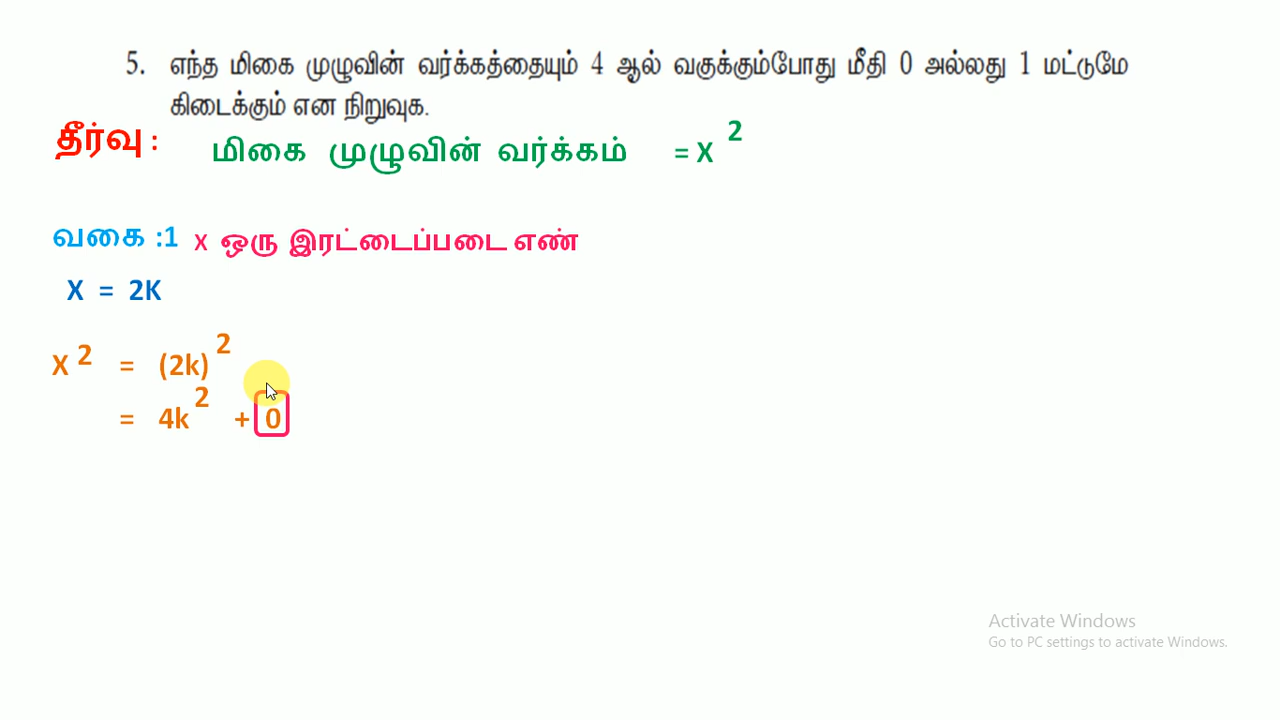 5. எந்த மிகை முழுவின் வர்க்கத்தையும் 4 ஆல் வகுக்கும்போது மீதி 0 அல்லது 1 மட்டுமே
கிடைக்கும் என நிறுவுக.
தீர்வு : மிகை முழுவின் வர்க்கம் = X 2
வகை :1 X ஒரு இரட்டைப்படை எண்
X = 2K
X 2 = (2k) 2
= 4k 2 + 0
Activate Windows
Go to PC settings to activate Windows.